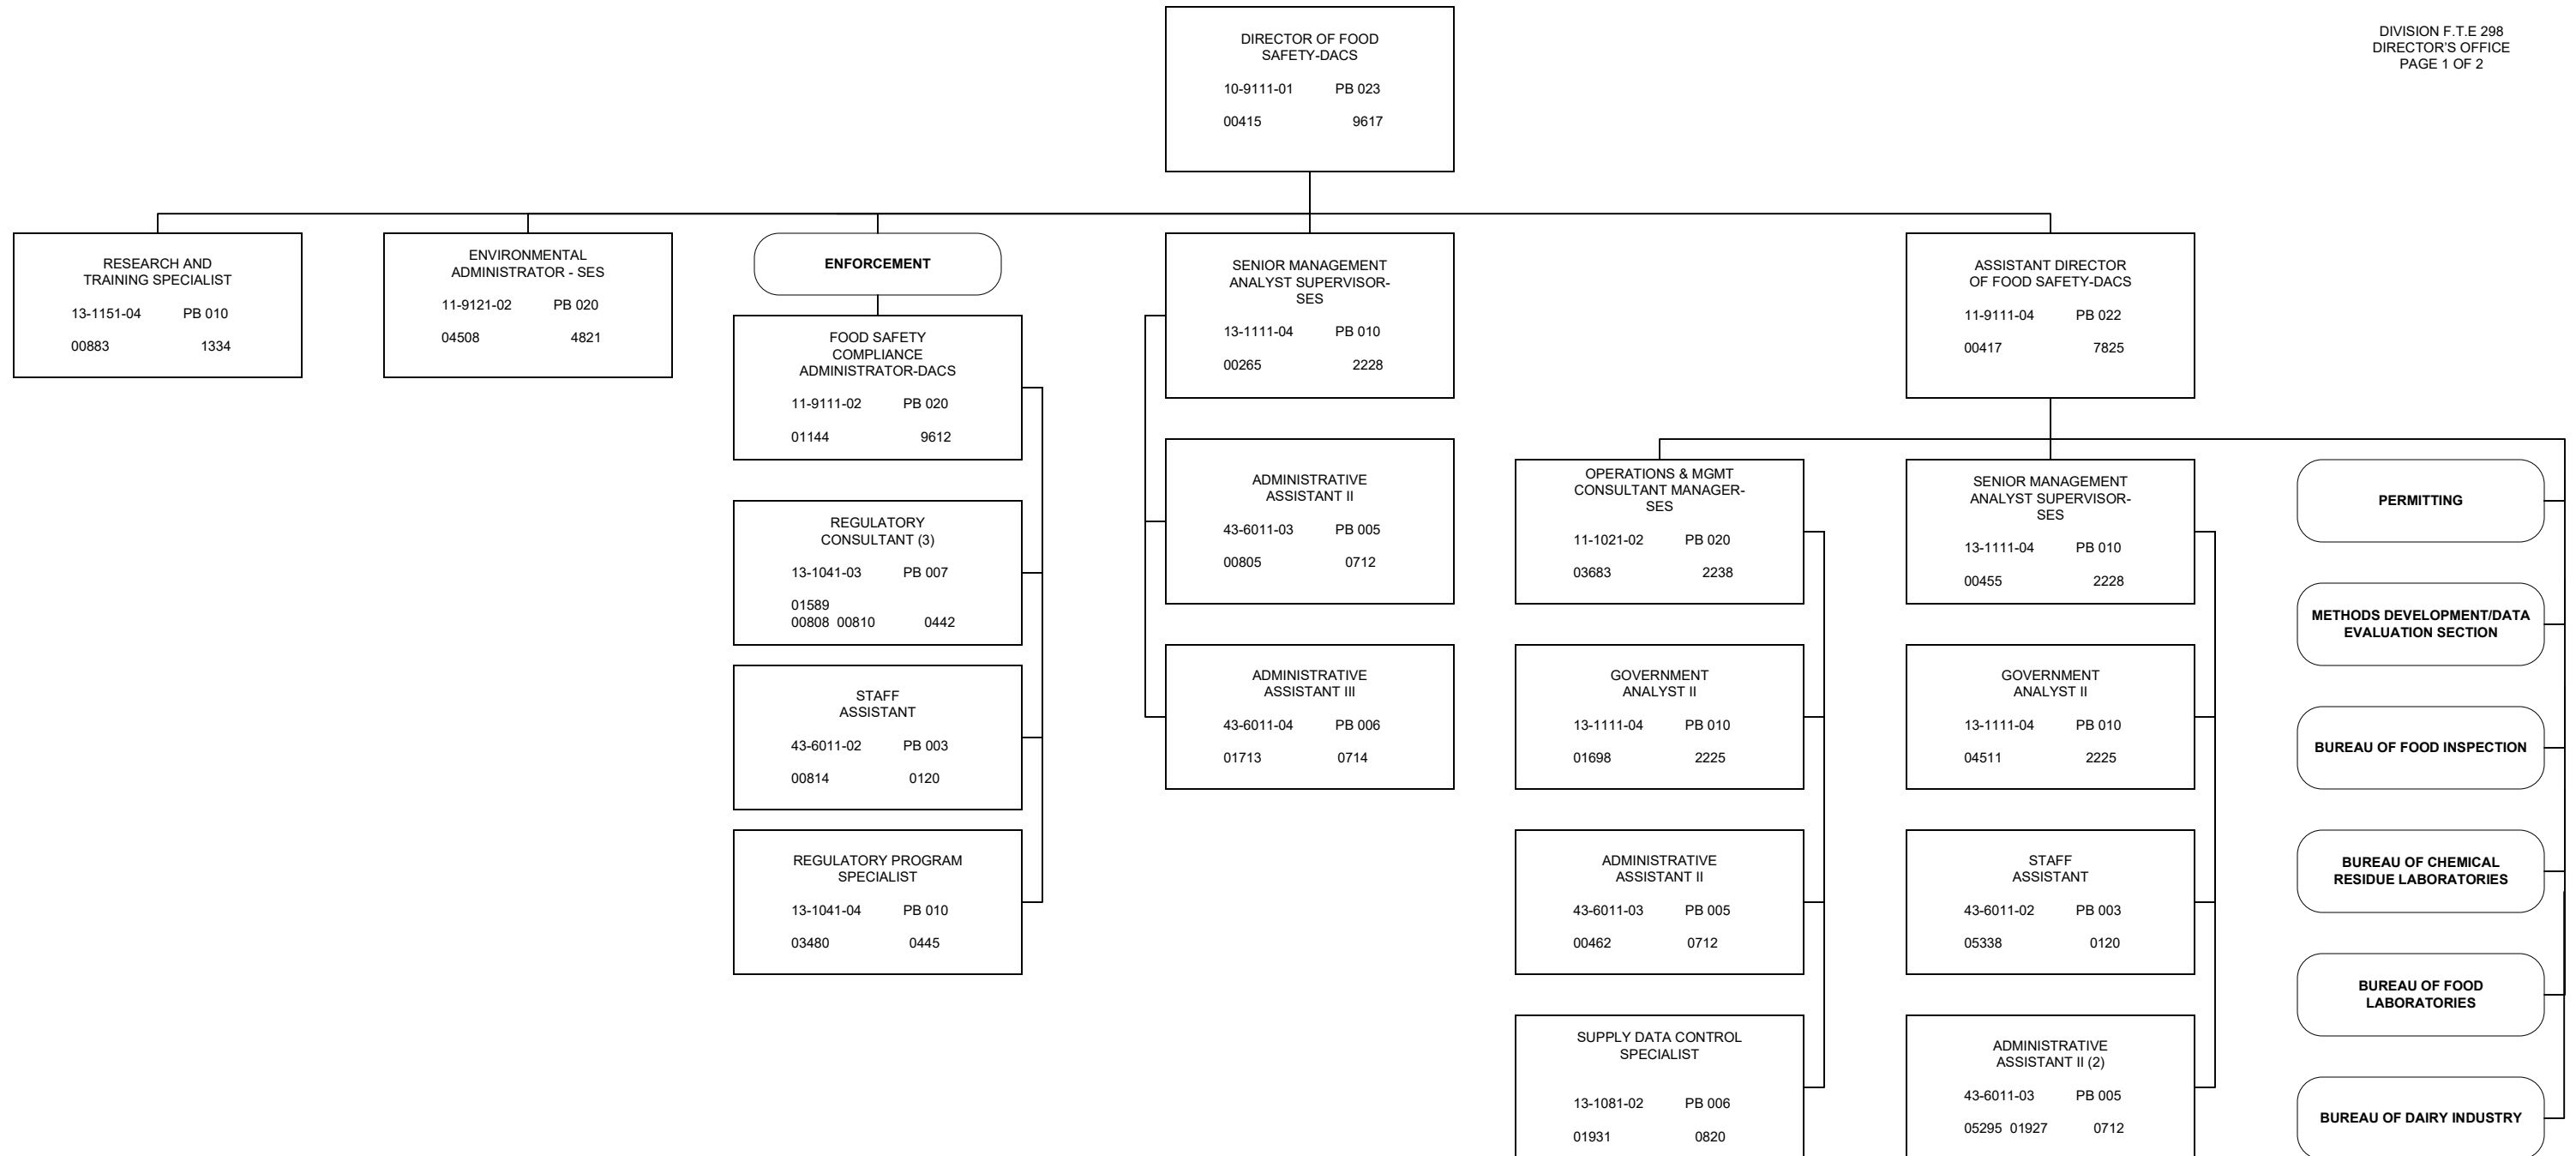 DIRECTOR OF FOOD
SAFETY-DACS
10-9111-01 PB 023
00415 9617
DIVISION F.T.E 298
DIRECTOR'S OFFICE
PAGE 1 OF 2
RESEARCH AND
TRAINING SPECIALIST
13-1151-04 PB 010
00883 1334
ENVIRONMENTAL
ADMINISTRATOR - SES
11-9121-02 PB 020
04508 4821
ENFORCEMENT
FOOD SAFETY
COMPLIANCE
ADMINISTRATOR-DACS
11-9111-02 PB 020
01144 9612
REGULATORY
CONSULTANT (3)
13-1041-03 PB 007
01589
00808 00810 0442
STAFF
ASSISTANT
43-6011-02 PB 003
00814 0120
REGULATORY PROGRAM
SPECIALIST
13-1041-04 PB 010
03480 0445
SENIOR MANAGEMENT
ANALYST SUPERVISOR-
SES
13-1111-04 PB 010
00265 2228
ADMINISTRATIVE
ASSISTANT II
43-6011-03 PB 005
00805 0712
ADMINISTRATIVE
ASSISTANT III
43-6011-04 PB 006
01713 0714
ASSISTANT DIRECTOR
OF FOOD SAFETY-DACS
11-9111-04 PB 022
00417 7825
OPERATIONS & MGMT
CONSULTANT MANAGER-
SES
11-1021-02 PB 020
03683 2238
GOVERNMENT
ANALYST II
13-1111-04 PB 010
01698 2225
ADMINISTRATIVE
ASSISTANT II
43-6011-03 PB 005
00462 0712
SUPPLY DATA CONTROL
SPECIALIST
13-1081-02 PB 006
01931 0820
SENIOR MANAGEMENT
ANALYST SUPERVISOR-
SES
13-1111-04 PB 010
00455 2228
GOVERNMENT
ANALYST II
13-1111-04 PB 010
04511 2225
STAFF
ASSISTANT
43-6011-02 PB 003
05338 0120
ADMINISTRATIVE
ASSISTANT II (2)
43-6011-03 PB 005
05295 01927 0712
PERMITTING
METHODS DEVELOPMENT/DATA
EVALUATION SECTION
BUREAU OF FOOD INSPECTION
BUREAU OF CHEMICAL
RESIDUE LABORATORIES
BUREAU OF FOOD
LABORATORIES
BUREAU OF DAIRY INDUSTRY